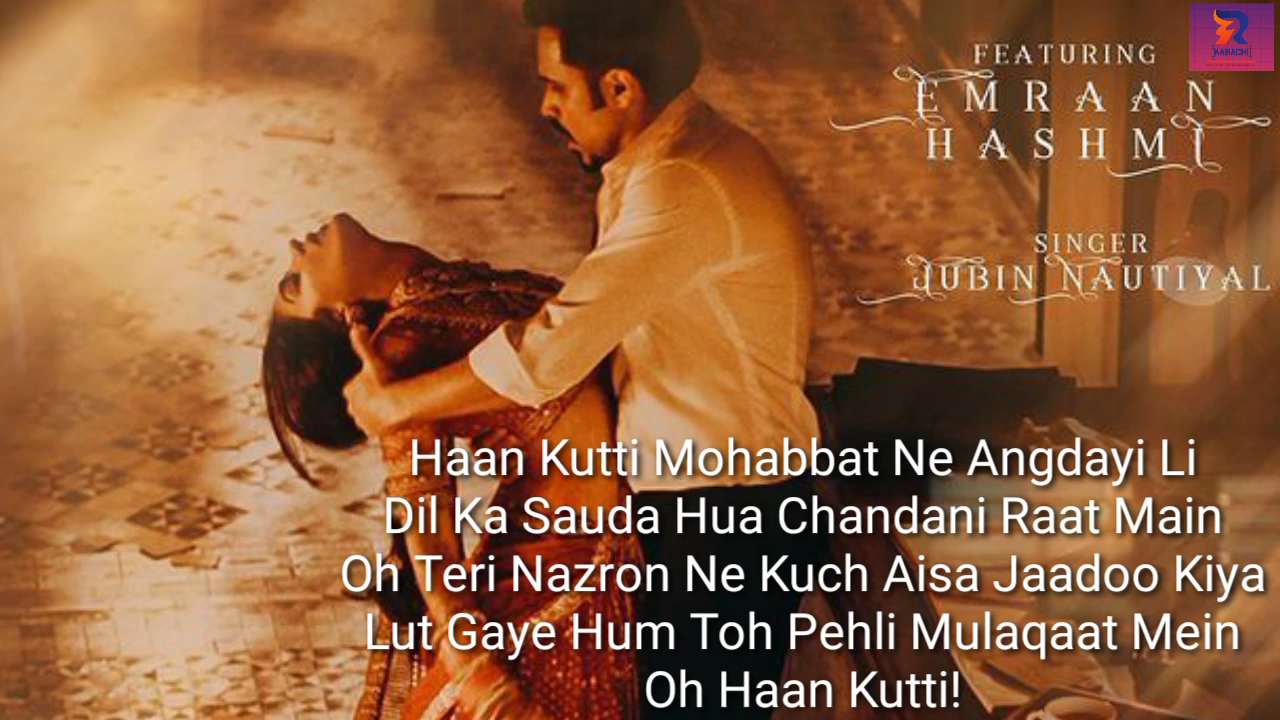 FEATURING
EMRAAN
HASHMI
KARACHI
SINGER
JUBIN NAUTIYAL
Haan Kutti Mohabbat Ne Angdayi Li
Dil Ka Sauda Hua Chandani Raat Main
Oh Teri Nazron Ne Kuch Aisa Jaadoo Kiya
Lut Gaye Hum Toh Pehli Mulaqaat Mein
Oh Haan Kutti!